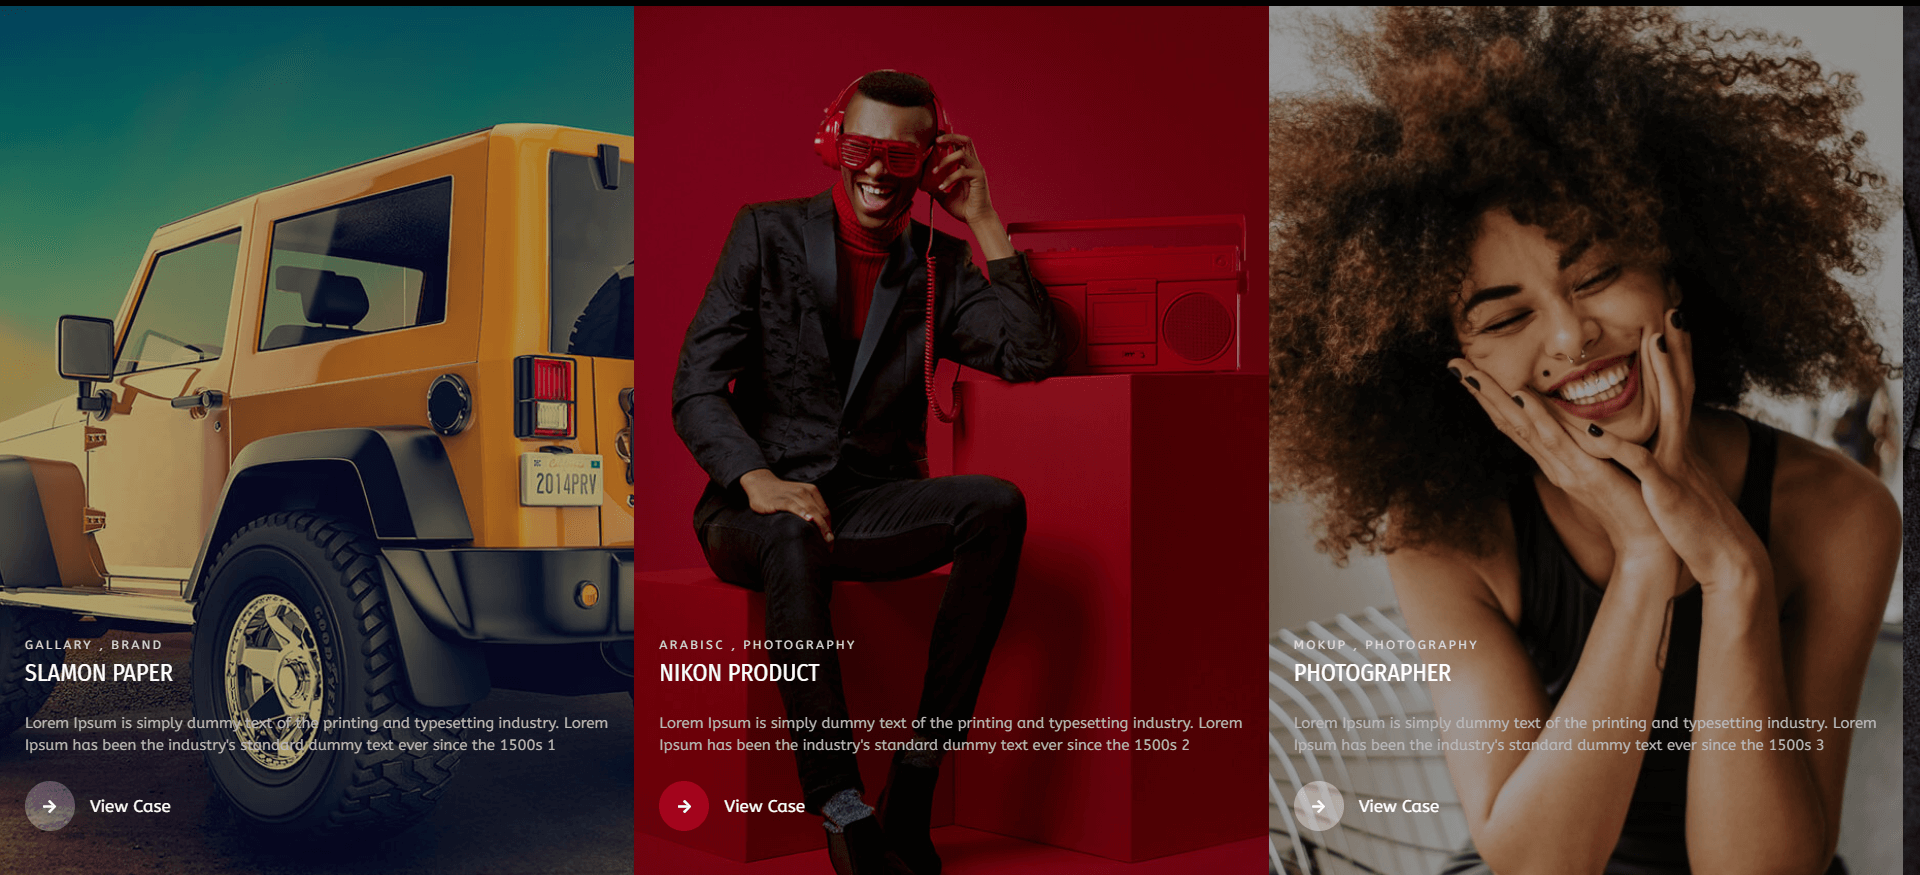 GALLARY , BRAND
SLAMON PAPER
Lorem Ipsum is simply dummy text of the printing and typesetting industry. Lorem
Ipsum has been the industry's standard dummy text ever since the 1500s 1
View Case
2014PRV
ARABISC , PHOTOGRAPHY
NIKON PRODUCT
Lorem Ipsum is simply dummy text of the printing and typesetting industry. Lorem
Ipsum has been the industry's standard dummy text ever since the 1500s 2
View Case
MOKUP , PHOTOGRAPHY
PHOTOGRAPHER
Lorem Ipsum is simply dummy text of the printing and typesetting industry. Lorem
Ipsum has been the industry's standard dummy text ever since the 1500s 3
View Case